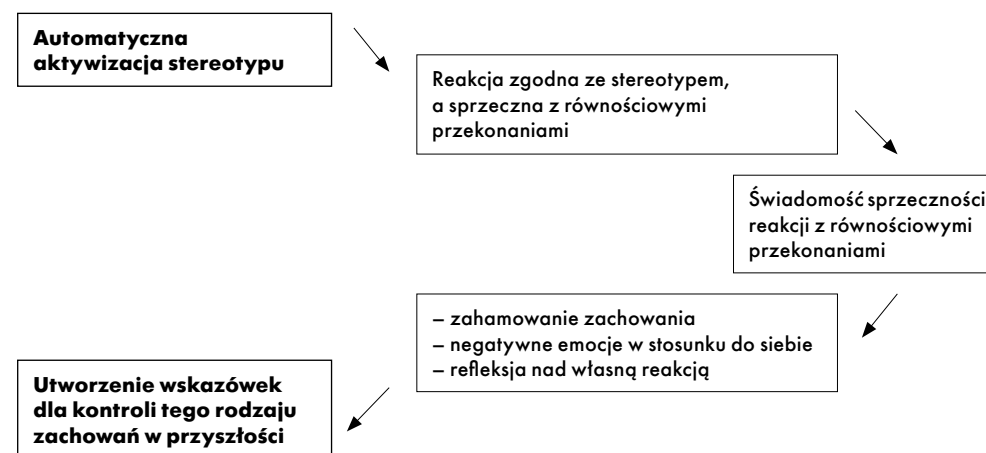 Automatyczna
aktywizacja stereotypu
Reakcja zgodna ze stereotypem,
a sprzeczna z równościowymi
przekonaniami
Świadomość sprzeczności
reakcji z równościowymi
przekonaniami
– zahamowanie zachowania
– negatywne emocje w stosunku do siebie
– refleksja nad własną reakcją
Utworzenie wskazówek
dla kontroli tego rodzaju
zachowań w przyszłości